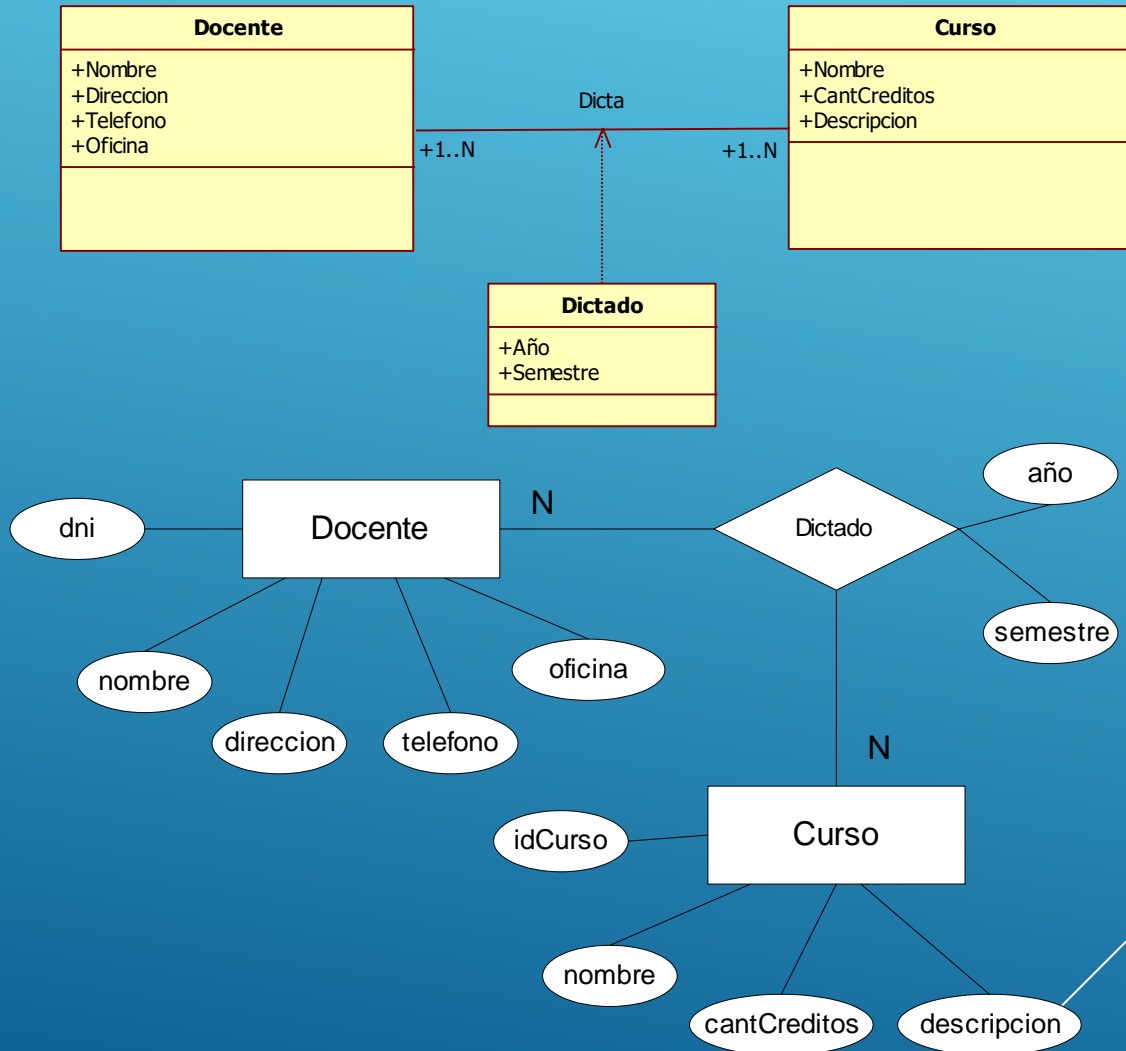 Docente
+Nombre
+Direccion
+Telefono
+Oficina
Curso
+Nombre
+CantCreditos
+Descripcion
Dicta
+1..N
+1..N
Dictado
+Año
+Semestre
dni
Docente
N
Dictado
año
semestre
nombre
direccion
telefono
oficina
N
idCurso
Curso
nombre
cantCreditos
descripcion